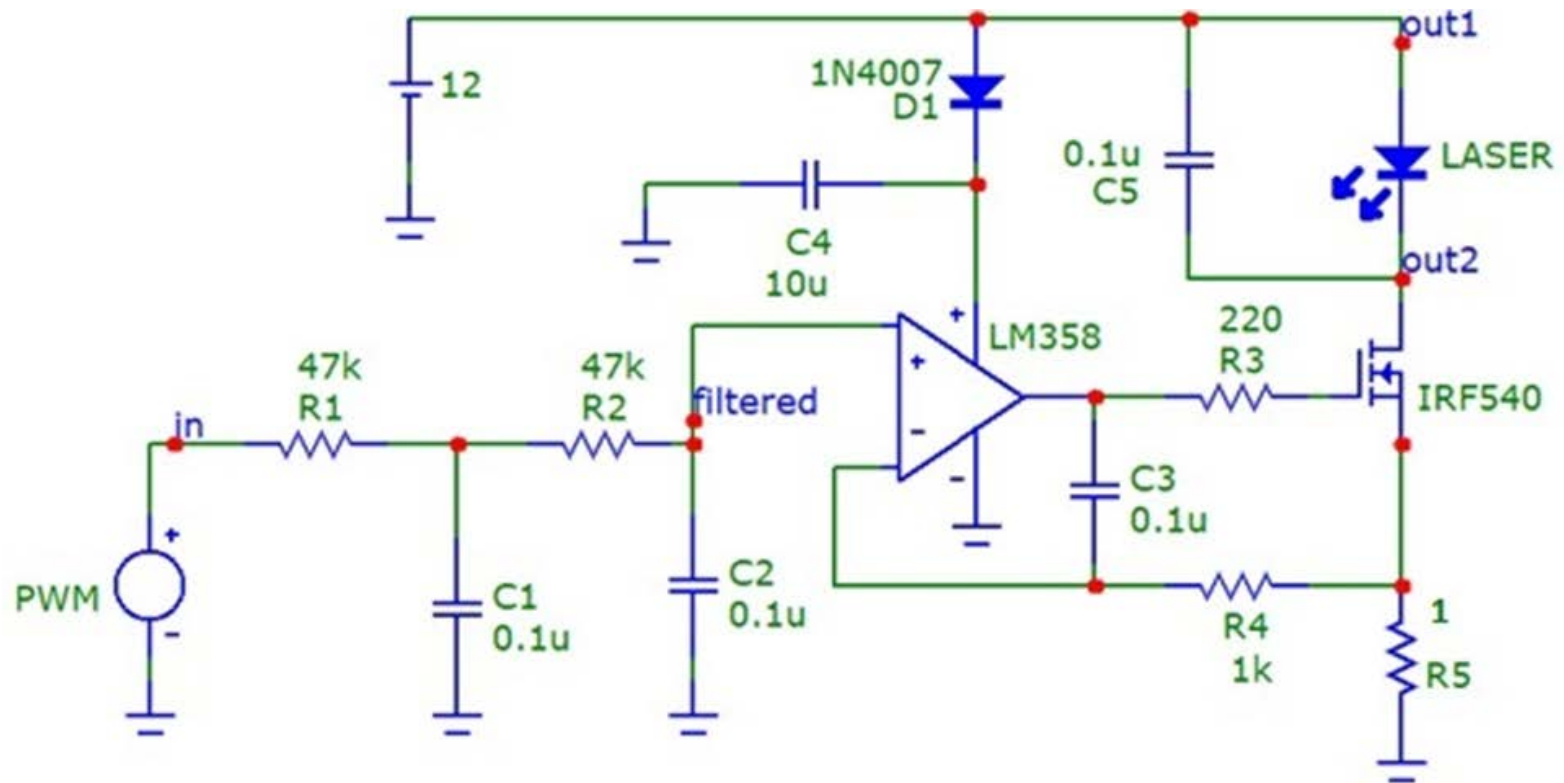 out1
12
1N4007
D1
0.1u
C5
LASER
C4
10u
out2
+
LM358
220
R3
47k
R1
47k
R2
+
filtered
in
IRF540
-
-
C3
0.1u
+
PWM
-
C1
0.1u
C2
0.1u
R4
1k
1
R5